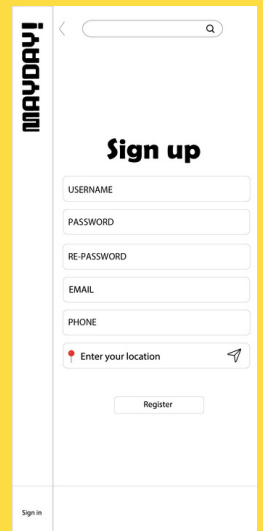 MAYDAY!
Sign up
USERNAME
PASSWORD
RE-PASSWORD
EMAIL
PHONE
Enter your location
Register
Sign in